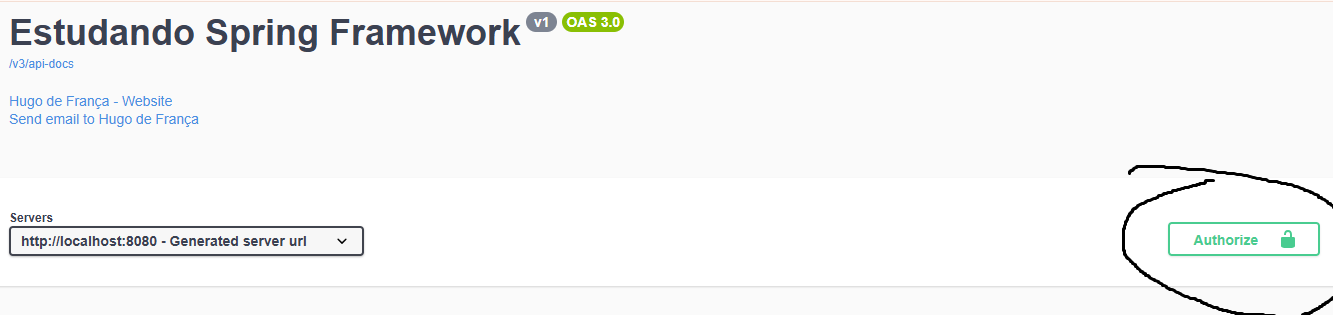 Estudando Spring Framework v1 OAS 3.0
/v3/api-docs
Hugo de França - Website
Send email to Hugo de França
Servers
http://localhost:8080 - Generated server url
Authorize